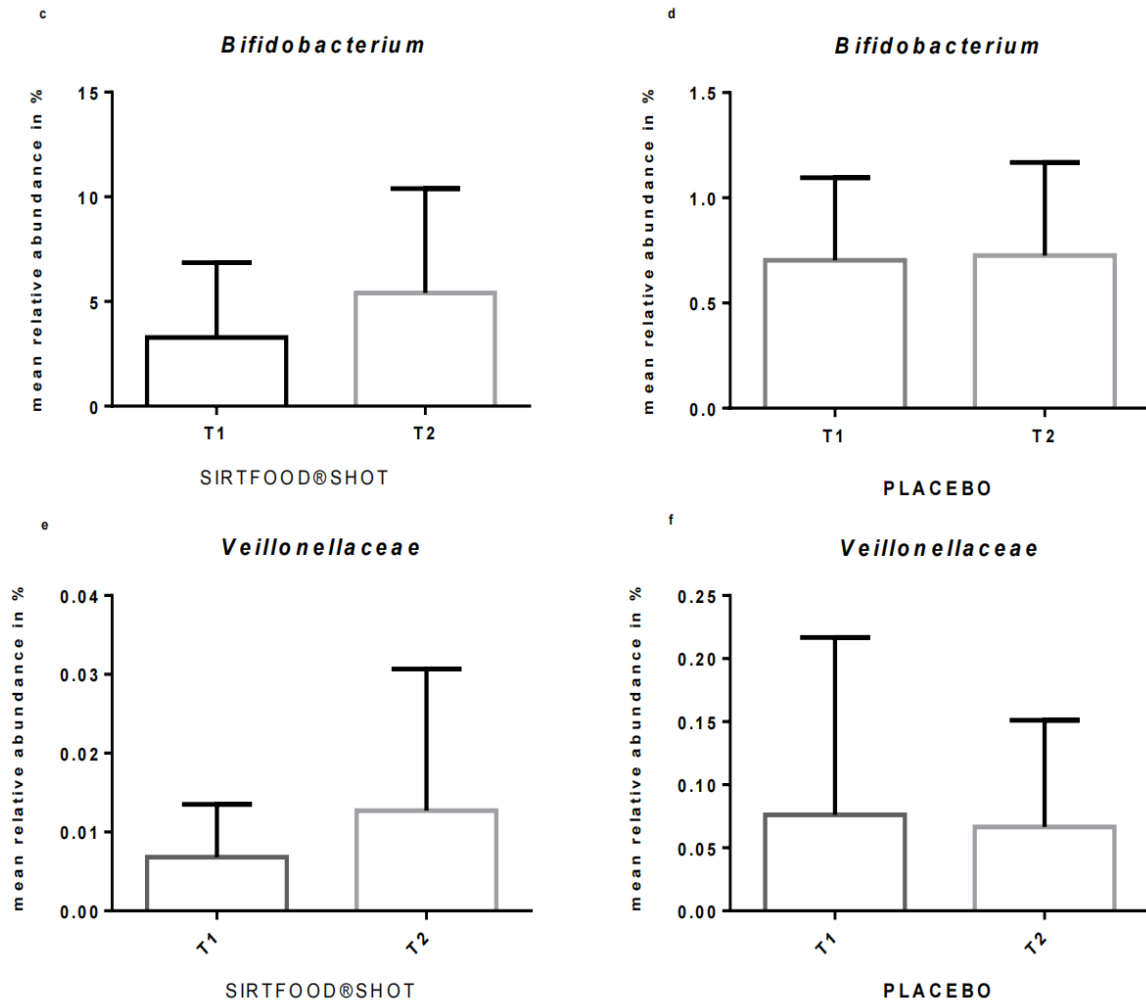 c
Bifidobacterium
mean relative abundance in %
15
10
5
0
T1
T2
SIRTFOOD®SHOT
d
Bifidobacterium
mean relative abundance in %
1.5
1.0
0.5
0.0
T1
T2
PLACEBO
e
Veillonellaceae
mean relative abundance in %
0.04
0.03
0.02
0.01
0.00
T1
T2
SIRTFOOD®SHOT
f
Veillonellaceae
mean relative abundance in %
0.25
0.20
0.15
0.10
0.05
0.00
T1
T2
PLACEBO